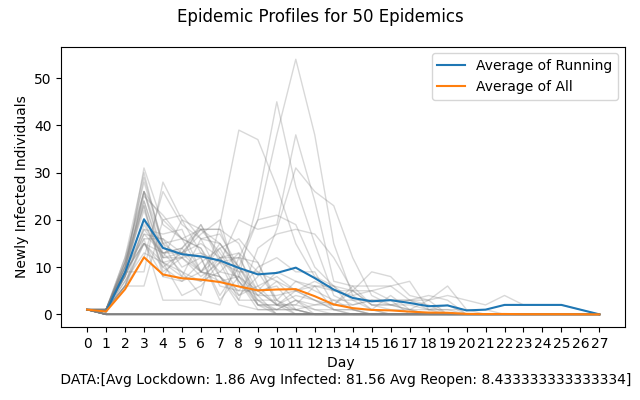 Epidemic Profiles for 50 Epidemics
Average of Running
Average of All
50
40
30
20
10
0
Newly Infected Individuals
0 1 2 3 4 5 6 7 8 9 10 11 12 13 14 15 16 17 18 19 20 21 22 23 24 25 26 27
Day
DATA:[Avg Lockdown: 1.86 Avg Infected: 81.56 Avg Reopen: 8.433333333333334]